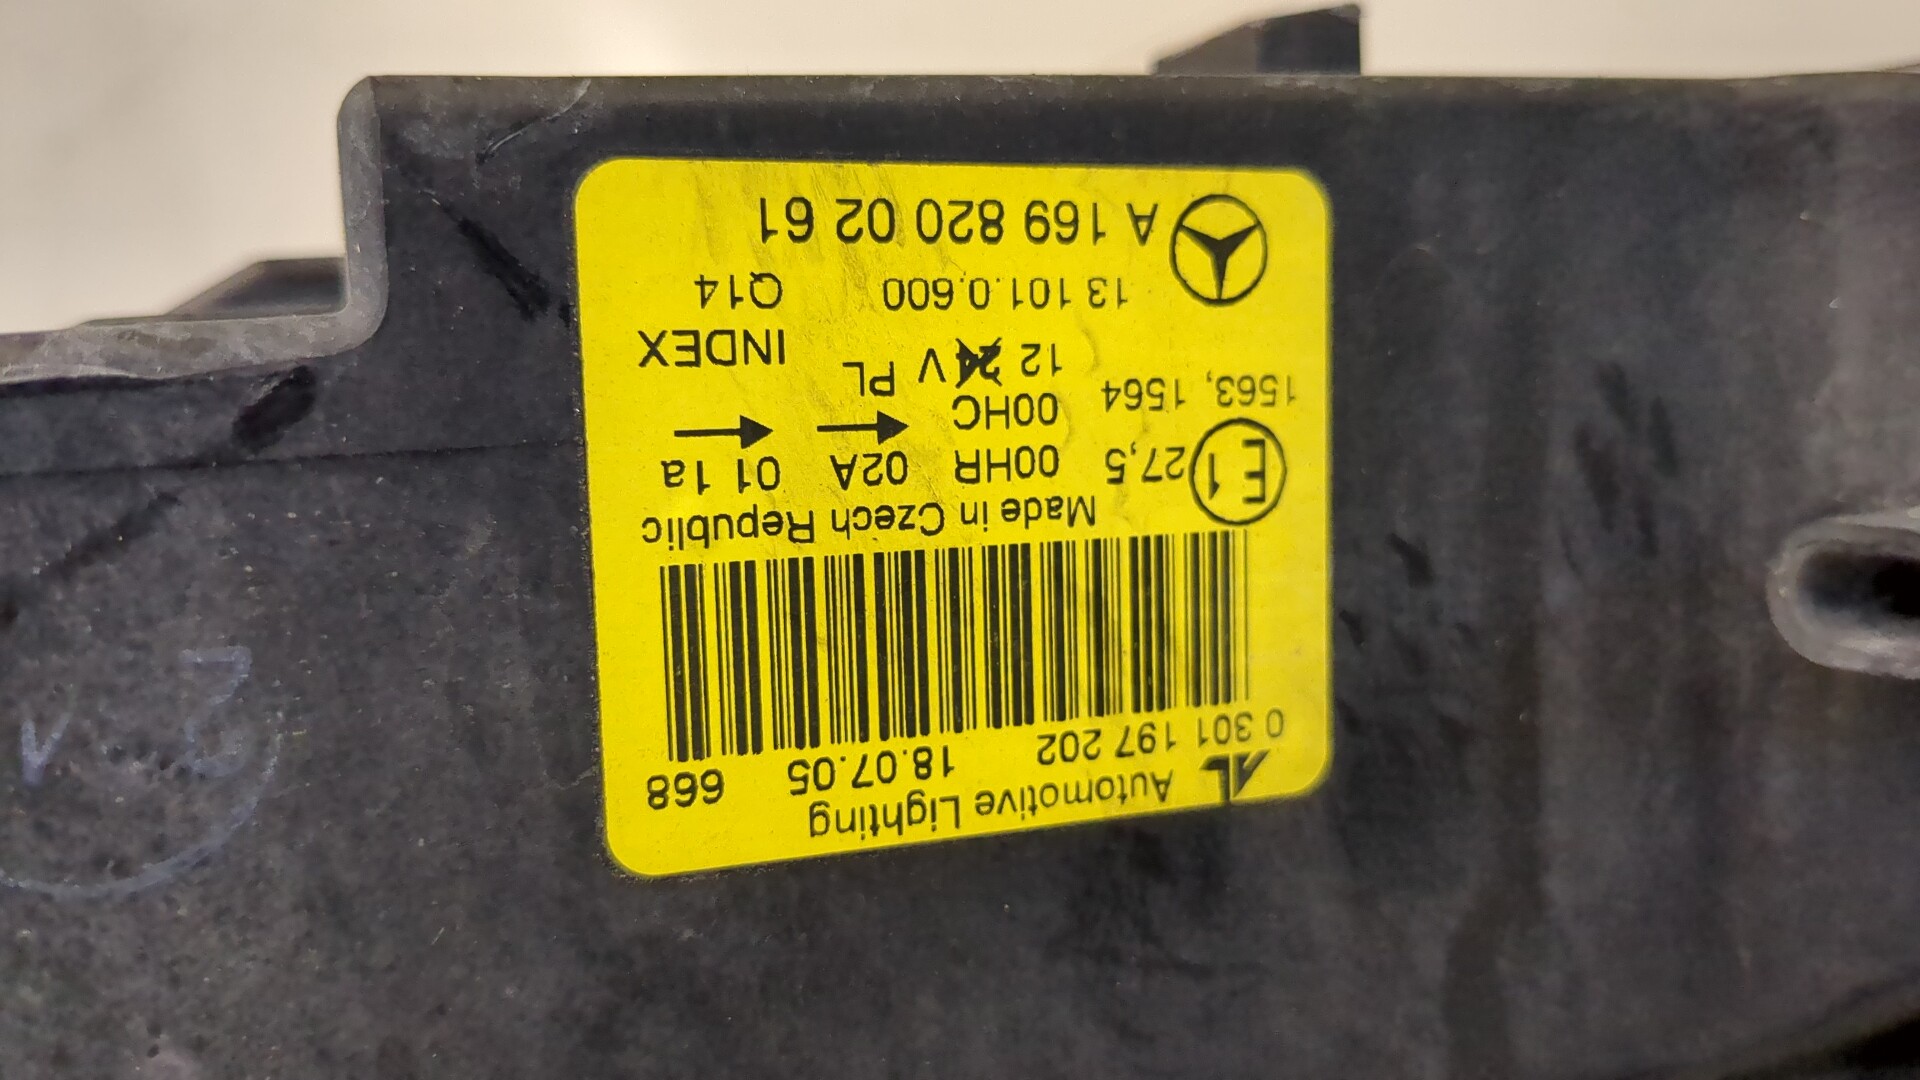 Automotive Lighting
0 301 197 202 18.07.05 668
Made in Czech Republic
E1 27,5 00HR 02A 01 1a
00HC
1563, 1564 12 24 V PL INDEX
13 101.0.600 Q14
A 169 820 02 61